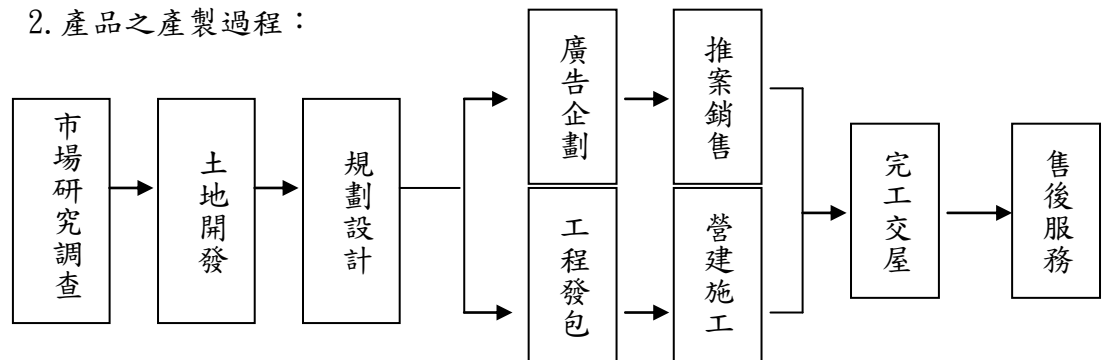 2.產品之產製過程：
市場研究調查
土地開發
規劃設計
廣告企劃
推案銷售
工程發包
營建施工
完工交屋
售後服務